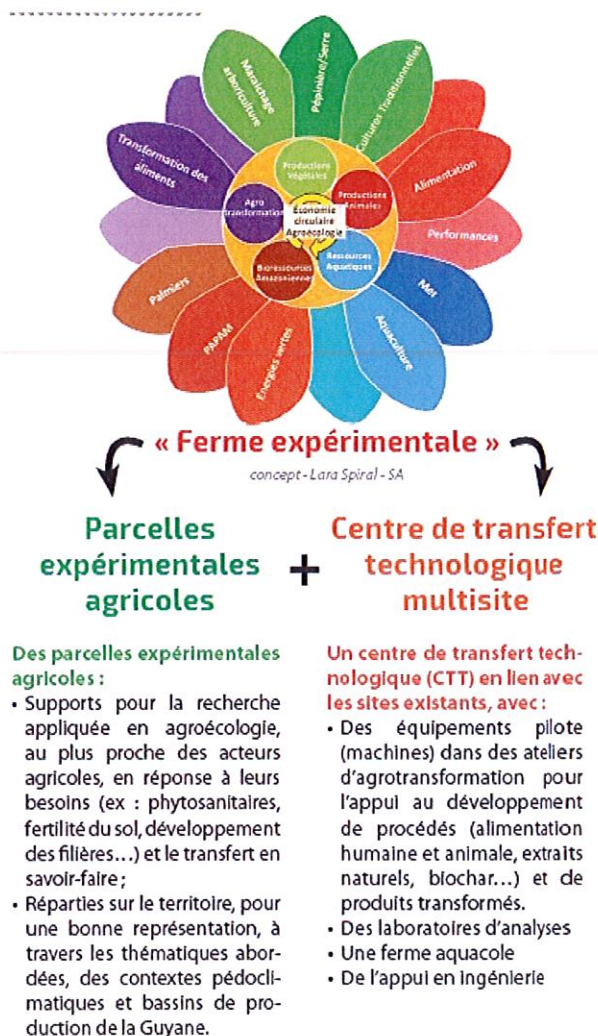 Maraîchage
arboriculture
Pépinière/Serre
Cultures Traditionnelles
Transformation des
aliments
Alimentation
Performances
Palmiers
PAPAM
Énergies vertes
Aquaculture
Mer
Productions
Végétales
Agro
transformation
Productions
Animales
Économie
circulaire
Agroécologie
Bioressources
Amazoniennes
Ressources
Aquatiques
« Ferme expérimentale »
concept - Lara Spiral - SA
Parcelles
expérimentales
agricoles
+
Centre de transfert
technologique
multisite
Des parcelles expérimentales
agricoles :
• Supports pour la recherche
appliquée en agroécologie,
au plus proche des acteurs
agricoles, en réponse à leurs
besoins (ex : phytosanitaires,
fertilité du sol, développement
des filières...) et le transfert en
savoir-faire ;
• Réparties sur le territoire, pour
une bonne représentation, à
travers les thématiques abor-
dées, des contextes pédocli-
matiques et bassins de pro-
duction de la Guyane.
Un centre de transfert tech-
nologique (CTT) en lien avec
les sites existants, avec :
• Des équipements pilote
(machines) dans des ateliers
d'agrotransformation pour
l'appui au développement
de procédés (alimentation
humaine et animale, extraits
naturels, biochar...) et de
produits transformés.
• Des laboratoires d'analyses
• Une ferme aquacole
• De l'appui en ingénierie